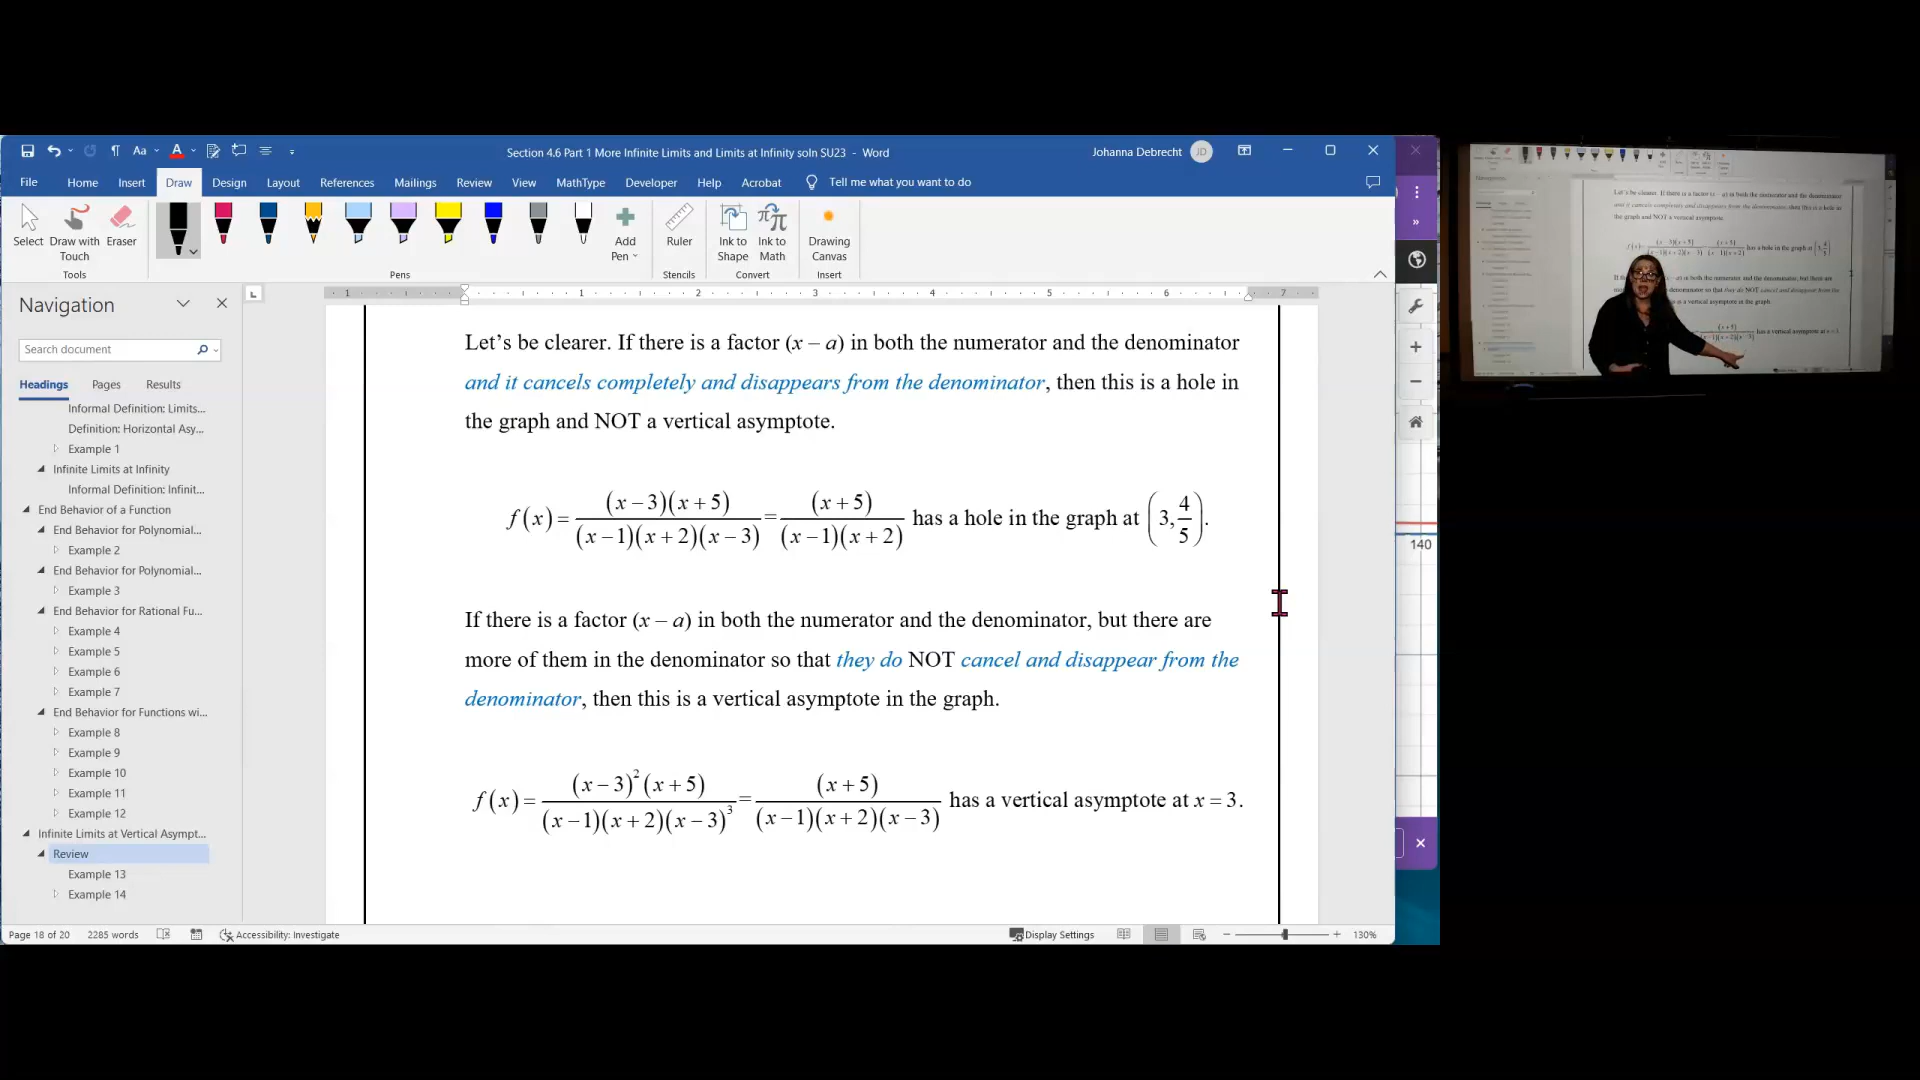 Section 4.6 Part 1 More Infinite Limits and Limits at Infinity soln SU23 - Word
Johanna Debrecht JD
File Home Insert Draw Design Layout References Mailings Review View MathType Developer Help Acrobat Tell me what you want to do
Select Draw with Touch Eraser Add Pen Ruler Ink to Shape Ink to Math Drawing Canvas
Tools Pens Stencils Convert Insert
Navigation
Search document
Headings Pages Results
Informal Definition: Limits...
Definition: Horizontal Asy...
Example 1
Infinite Limits at Infinity
Informal Definition: Infinit...
End Behavior of a Function
End Behavior for Polynomial...
Example 2
End Behavior for Polynomial...
Example 3
End Behavior for Rational Fu...
Example 4
Example 5
Example 6
Example 7
End Behavior for Functions wi...
Example 8
Example 9
Example 10
Example 11
Example 12
Infinite Limits at Vertical Asympt...
Review
Example 13
Example 14
1 1 2 3 4 5 6 7
Let's be clearer. If there is a factor (x – a) in both the numerator and the denominator
and it cancels completely and disappears from the denominator, then this is a hole in
the graph and NOT a vertical asymptote.
f(x) = (x−3)(x+5) / (x−1)(x+2)(x−3) = (x+5) / (x−1)(x+2) has a hole in the graph at (3, 4/5).
If there is a factor (x – a) in both the numerator and the denominator, but there are
more of them in the denominator so that they do NOT cancel and disappear from the
denominator, then this is a vertical asymptote in the graph.
f(x) = (x−3)² (x+5) / (x−1)(x+2)(x−3)³ = (x+5) / (x−1)(x+2)(x−3) has a vertical asymptote at x = 3.
140
Page 18 of 20 2285 words Accessibility: Investigate Display Settings 130%